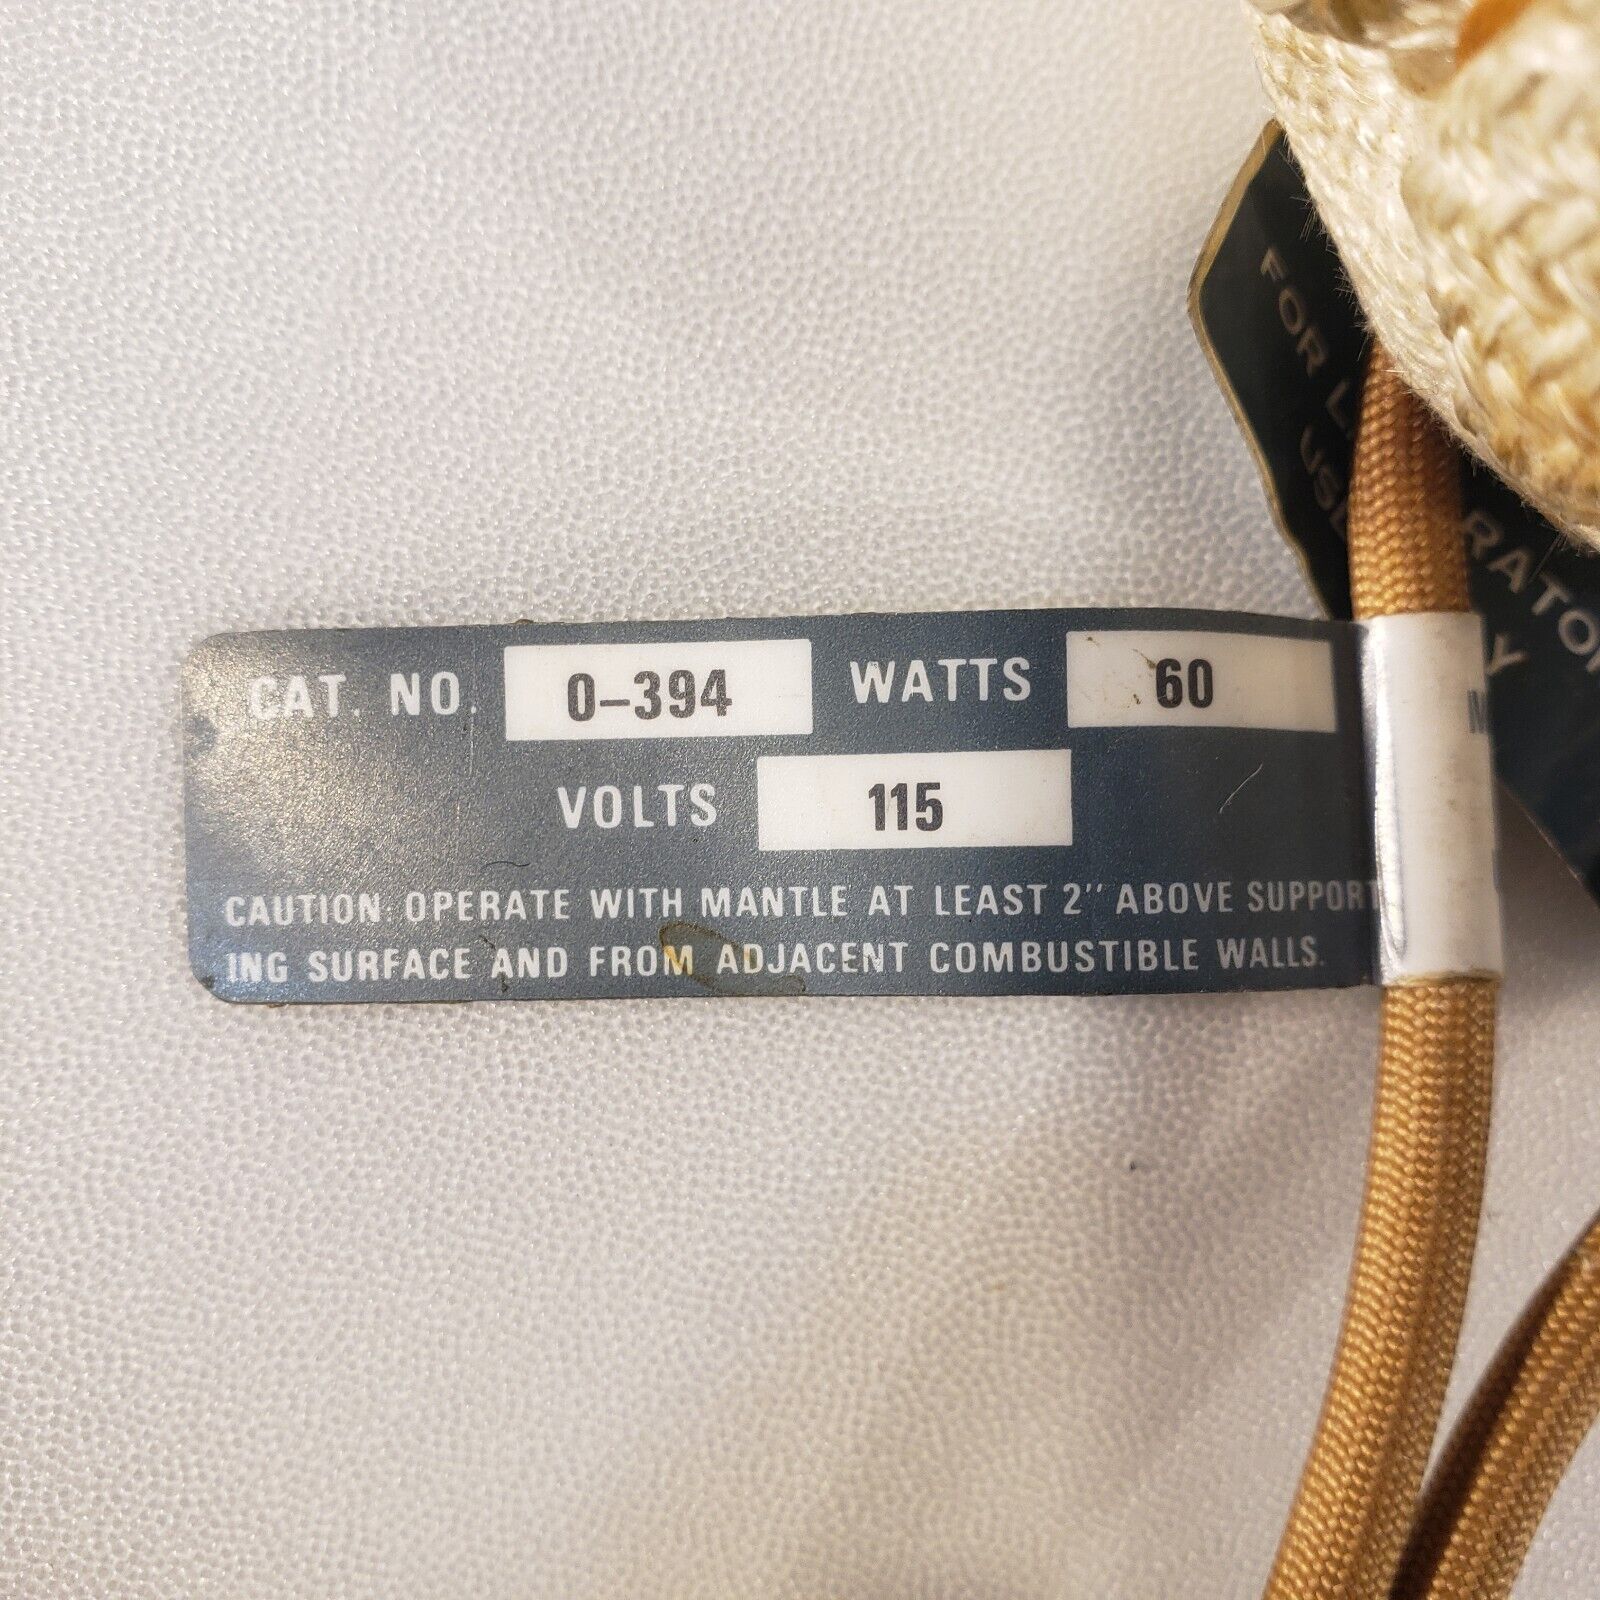 CAT. NO. 0-394 WATTS 60
VOLTS 115
CAUTION: OPERATE WITH MANTLE AT LEAST 2" ABOVE SUPPORT
ING SURFACE AND FROM ADJACENT COMBUSTIBLE WALLS.
FOR
USE